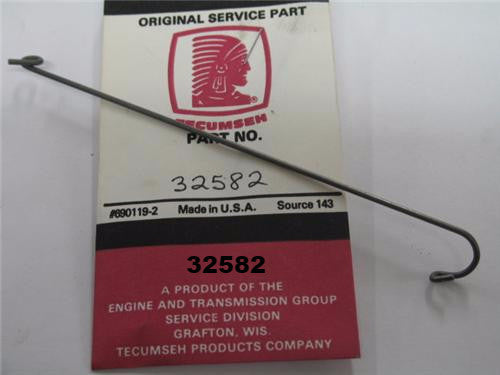 ORIGINAL SERVICE PART
TECUMSEH
PART NO.
32582
#690119-2 Made in U.S.A. Source 143
32582
A PRODUCT OF THE
ENGINE AND TRANSMISSION GROUP
SERVICE DIVISION
GRAFTON, WIS.
TECUMSEH PRODUCTS COMPANY